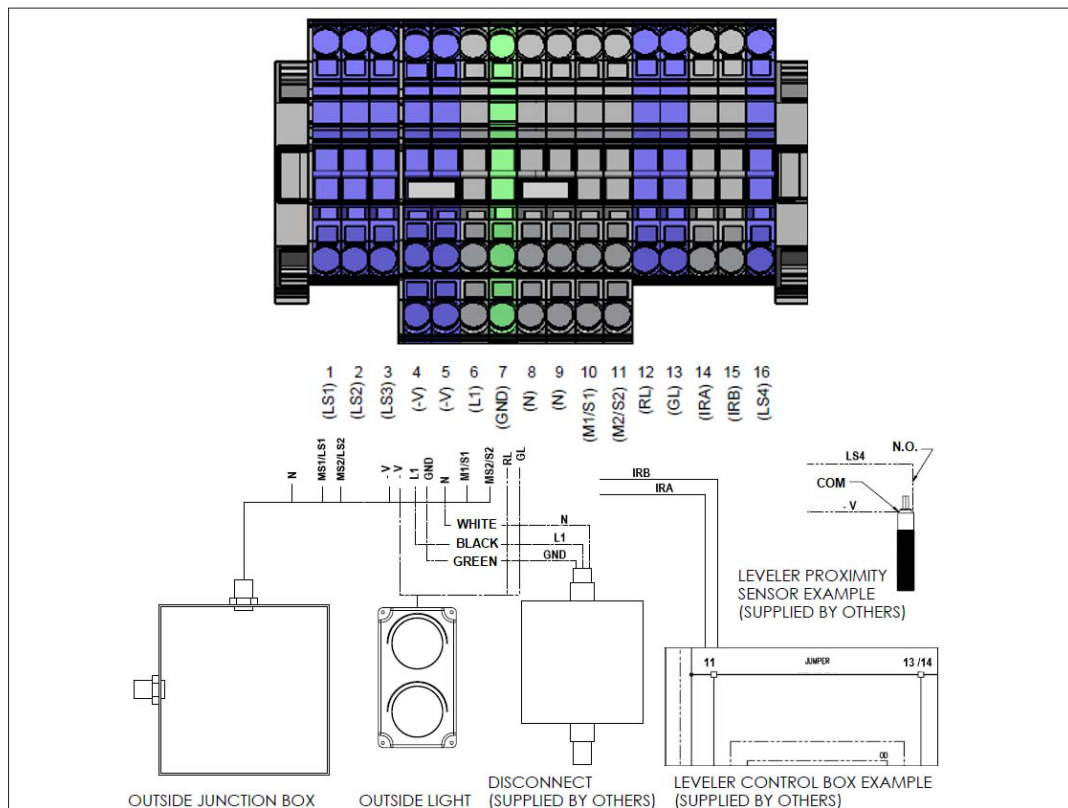 1 2 3 4 5 6 7 8 9 10 11 12 13 14 15 16
(LS1) (LS2) (LS3) (-V) (-V) (L1) (GND) (N) (N) (M1/S1) (M2/S2) (RL) (GL) (IRA) (IRB) (LS4)
N MS1/LS1 MS2/LS2 - V - V L1 GND N M1/S1 MS2/S2 RL GL
WHITE N
BLACK L1
GREEN GND
IRB
IRA
LS4 N.O.
COM
- V
LEVELER PROXIMITY
SENSOR EXAMPLE
(SUPPLIED BY OTHERS)
11 JUMPER 13 /14
00
OUTSIDE JUNCTION BOX
OUTSIDE LIGHT
DISCONNECT
(SUPPLIED BY OTHERS)
LEVELER CONTROL BOX EXAMPLE
(SUPPLIED BY OTHERS)